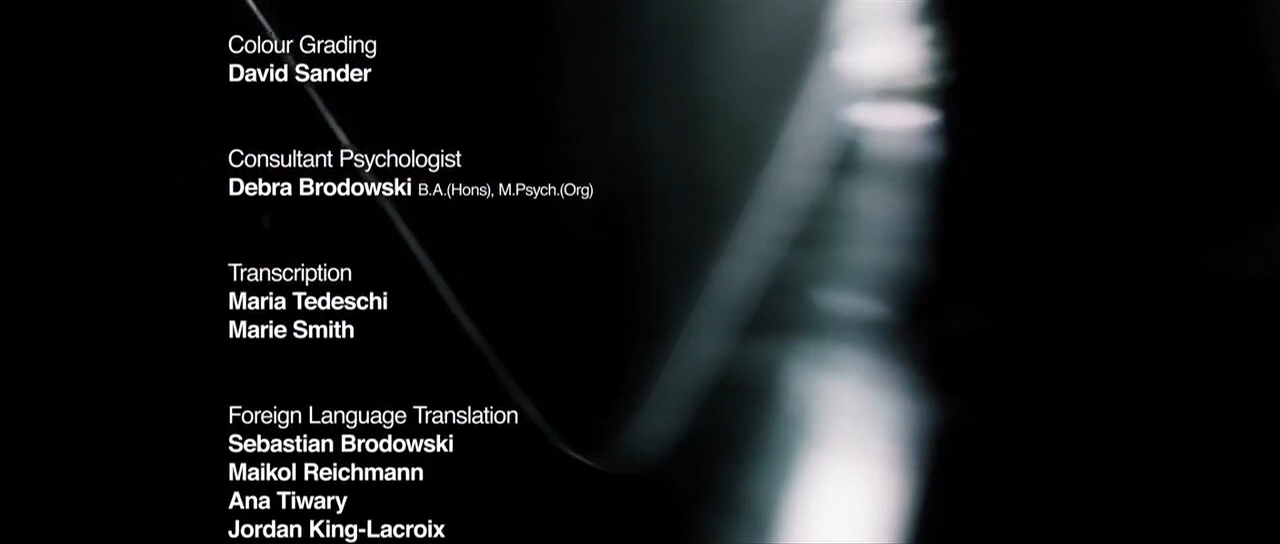 Colour Grading
David Sander
Consultant Psychologist
Debra Brodowski B.A.(Hons), M.Psych.(Org)
Transcription
Maria Tedeschi
Marie Smith
Foreign Language Translation
Sebastian Brodowski
Maikol Reichmann
Ana Tiwary
Jordan King-Lacroix